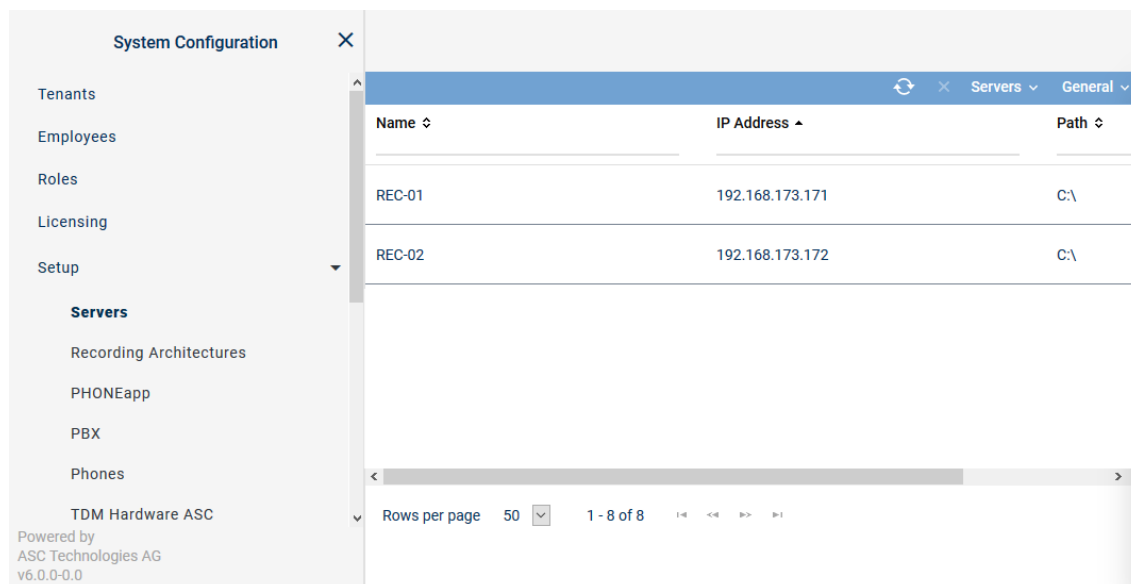 System Configuration
Tenants
Employees
Roles
Licensing
Setup
Servers
Recording Architectures
PHONEapp
PBX
Phones
TDM Hardware ASC
Powered by
ASC Technologies AG
v6.0.0-0.0
Servers General
Name IP Address Path
REC-01 192.168.173.171 C:\
REC-02 192.168.173.172 C:\
Rows per page 50 1 - 8 of 8